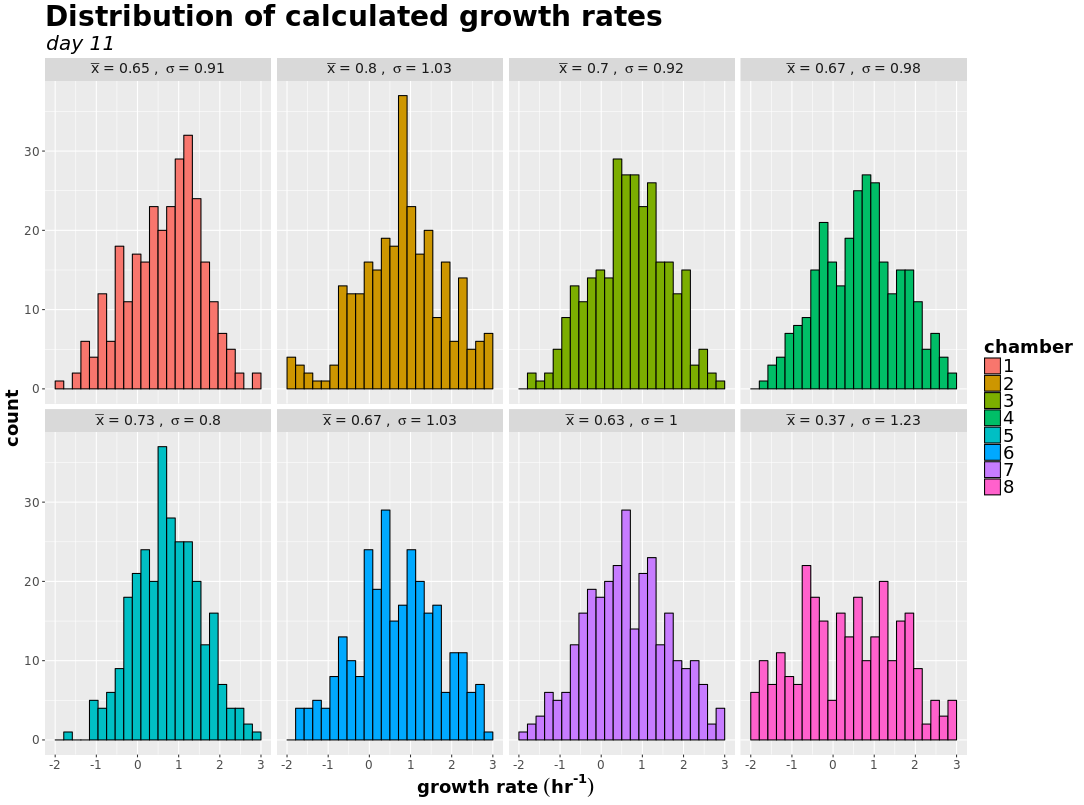 Distribution of calculated growth rates
day 11
x̅ = 0.65 , σ = 0.91
x̅ = 0.8 , σ = 1.03
x̅ = 0.7 , σ = 0.92
x̅ = 0.67 , σ = 0.98
30
20
10
0
count
x̅ = 0.73 , σ = 0.8
x̅ = 0.67 , σ = 1.03
x̅ = 0.63 , σ = 1
x̅ = 0.37 , σ = 1.23
30
20
10
0
-2 -1 0 1 2 3
-2 -1 0 1 2 3
-2 -1 0 1 2 3
-2 -1 0 1 2 3
growth rate (hr⁻¹)
chamber
1
2
3
4
5
6
7
8